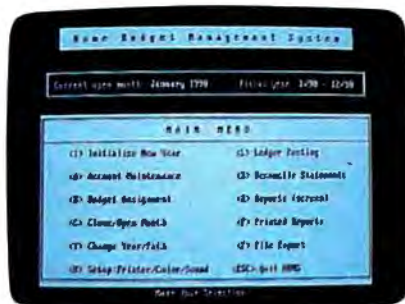 Home Budget Management System
Current open month: January 1990 Fiscal year: 1/90 - 12/90
MAIN MENU
<I> Initialize New Year <L> Ledger Posting
<A> Account Maintenance <S> Reconcile Statements
<B> Budget Assignment <R> Reports (screen)
<C> Close/Open Month <P> Printed Reports
<Y> Change Year/Path <F> File Export
Setup Printer/Color/Sound <ESC> Quit HBMS
Make Your Selection